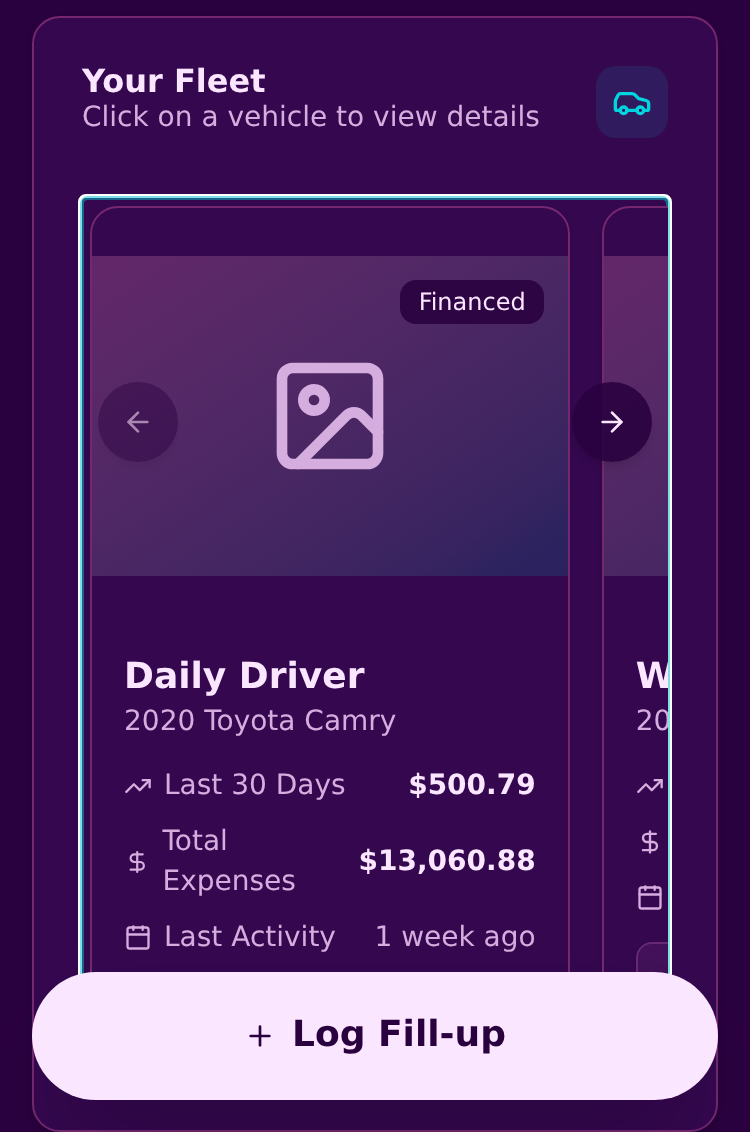 Your Fleet
Click on a vehicle to view details
Financed
Daily Driver
2020 Toyota Camry
Last 30 Days $500.79
Total Expenses $13,060.88
Last Activity 1 week ago
W
20
Log Fill-up